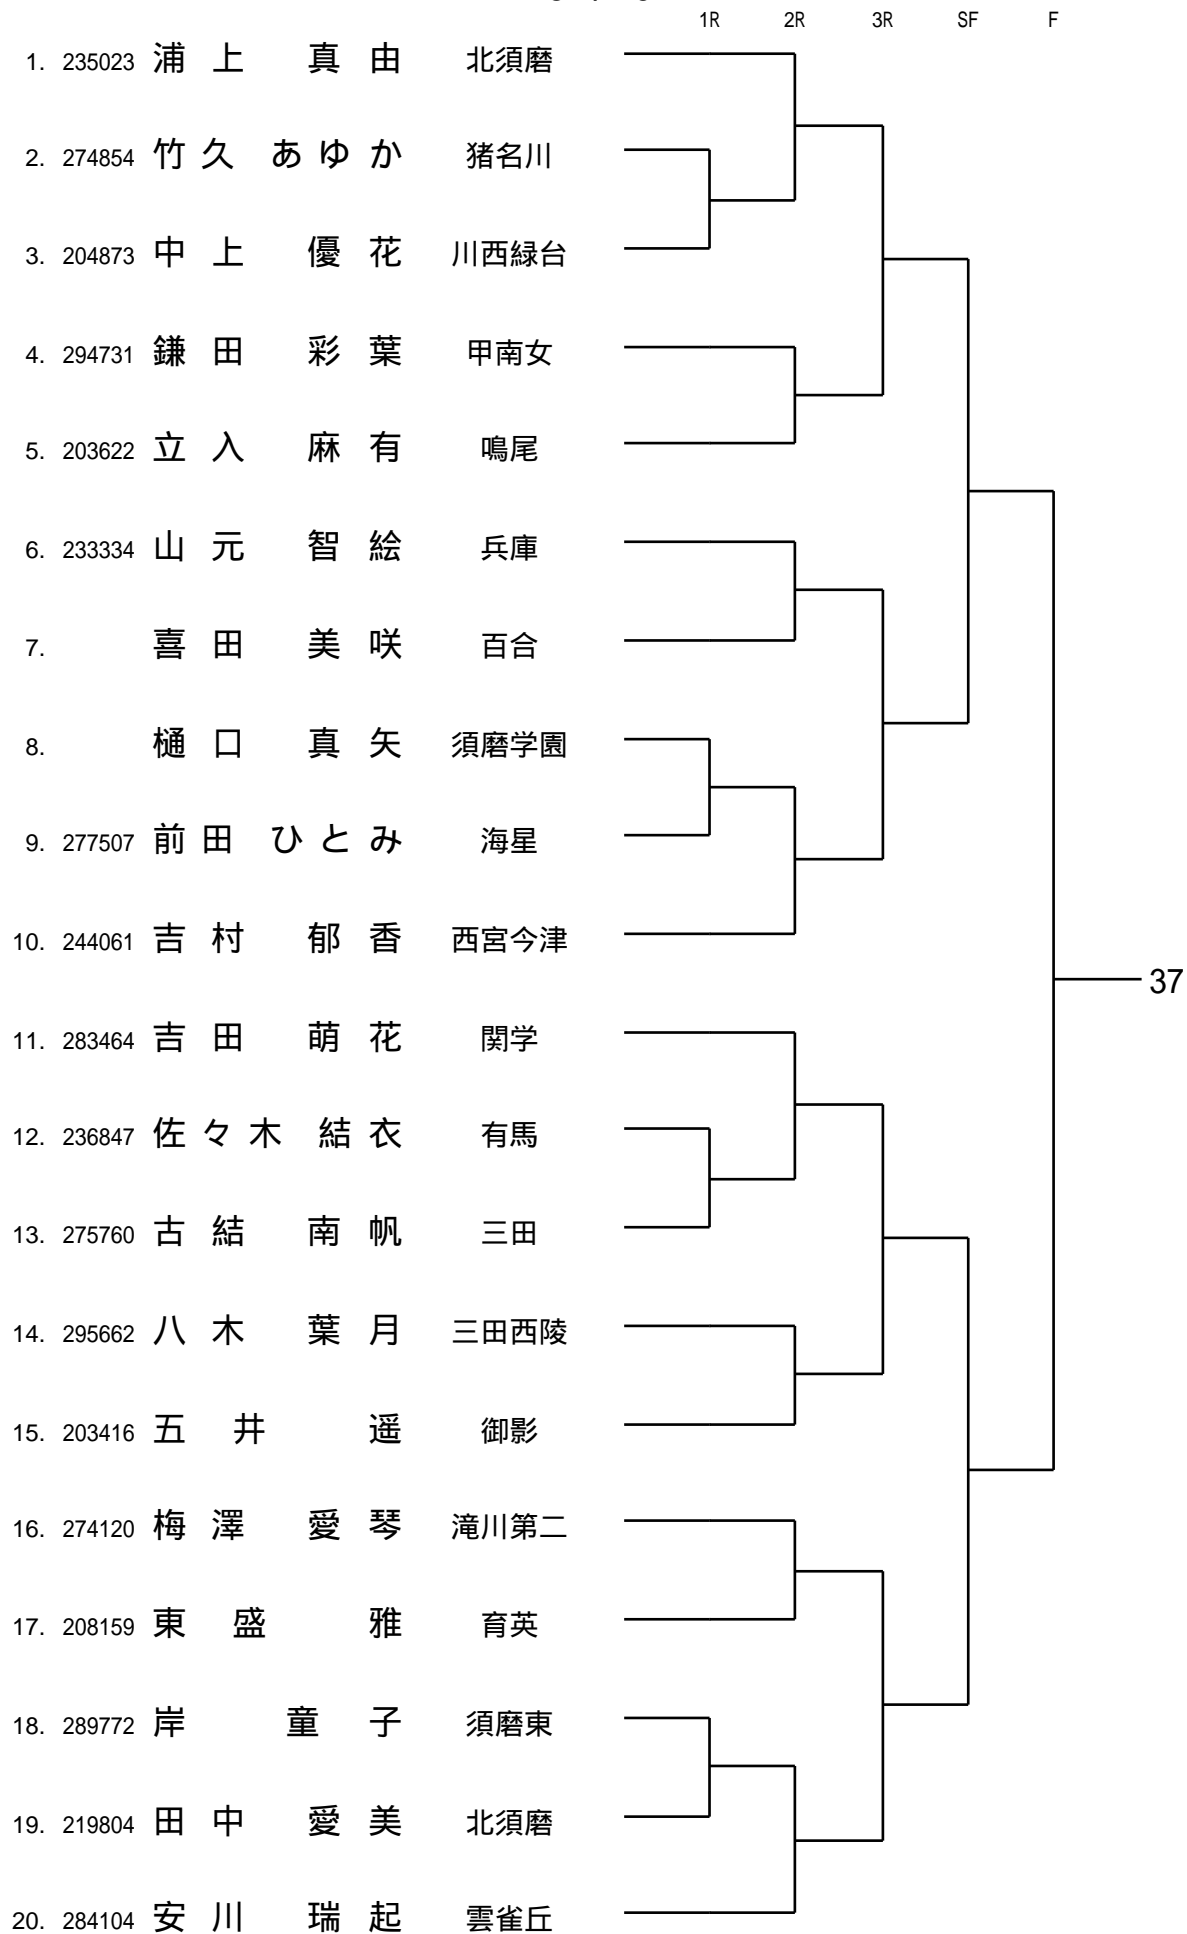 1R 2R 3R SF F
1. 235023 浦上 真由 北須磨
2. 274854 竹久 あゆか 猪名川
3. 204873 中上 優花 川西緑台
4. 294731 鎌田 彩葉 甲南女
5. 203622 立入 麻有 鳴尾
6. 233334 山元 智絵 兵庫
7. 喜田 美咲 百合
8. 樋口 真矢 須磨学園
9. 277507 前田 ひとみ 海星
10. 244061 吉村 郁香 西宮今津
37
11. 283464 吉田 萌花 関学
12. 236847 佐々木 結衣 有馬
13. 275760 古結 南帆 三田
14. 295662 八木 葉月 三田西陵
15. 203416 五井 遥 御影
16. 274120 梅澤 愛琴 滝川第二
17. 208159 東盛 雅 育英
18. 289772 岸 童子 須磨東
19. 219804 田中 愛美 北須磨
20. 284104 安川 瑞起 雲雀丘